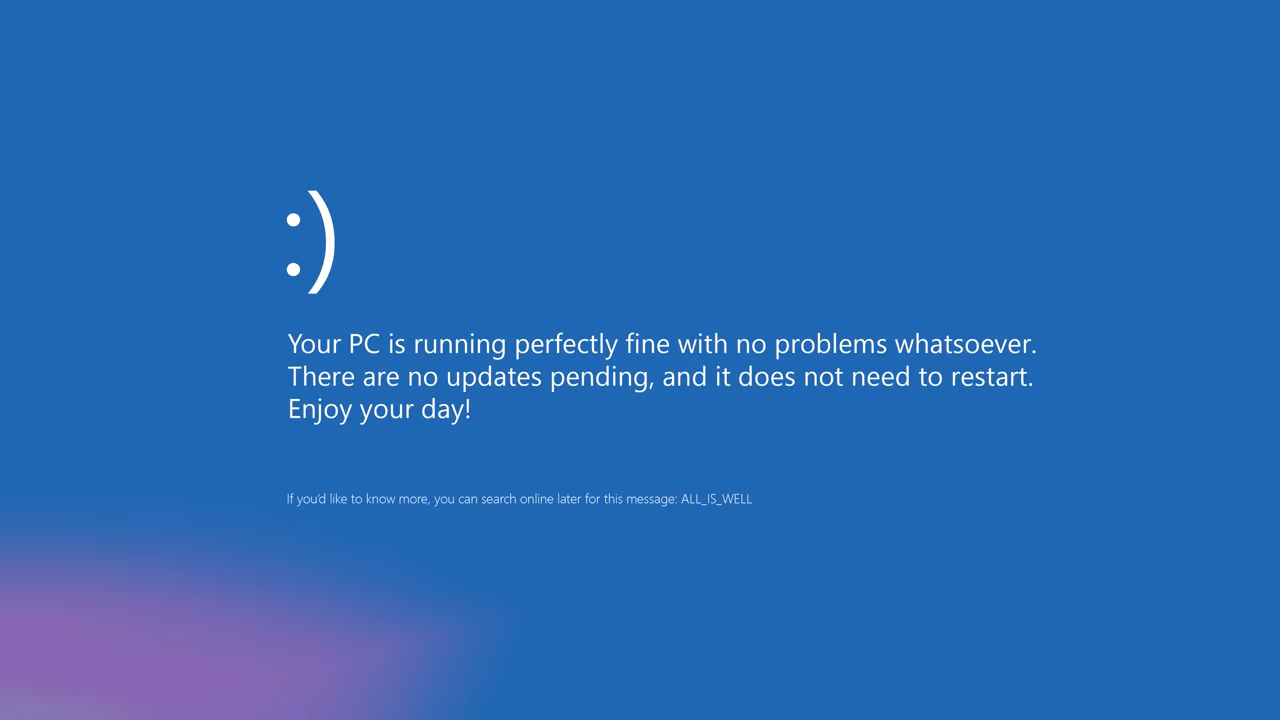 :)
Your PC is running perfectly fine with no problems whatsoever.
There are no updates pending, and it does not need to restart.
Enjoy your day!
If you'd like to know more, you can search online later for this message: ALL_IS_WELL